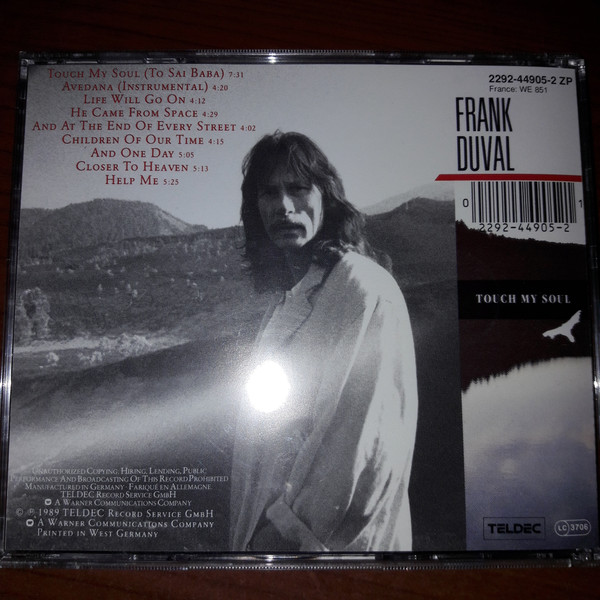 Touch My Soul (To Sai Baba) 7:31
Avedana (Instrumental) 4:20
Life Will Go On 4:12
He Came From Space 4:29
And At The End Of Every Street 4:02
Children Of Our Time 4:15
And One Day 5:05
Closer To Heaven 5:13
Help Me 5:25
2292-44905-2 ZP
France: WE 851
FRANK
DUVAL
0 1
2292-44905-2
TOUCH MY SOUL
Unauthorized Copying, Hiring, Lending, Public
Performance And Broadcasting Of This Record Prohibited
Manufactured in Germany · Fabriqué en Allemagne
TELDEC Record Service GmbH
A Warner Communications Company
© ℗ 1989 TELDEC Record Service GmbH
A Warner Communications Company
Printed in West Germany
TELDEC
LC 3706